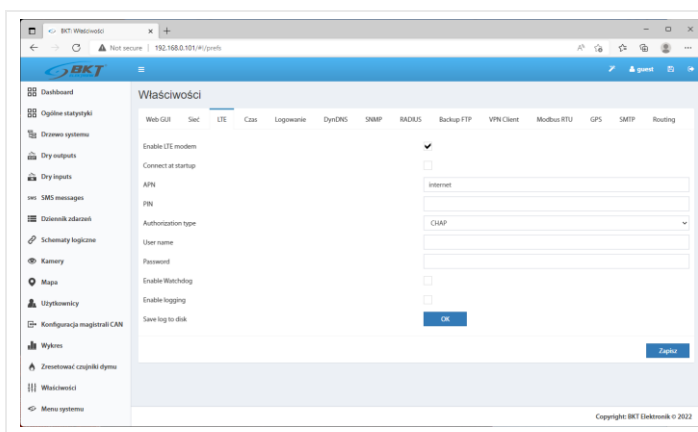 BKT: Właściwości
Not secure | 192.168.0.101/#!/prefs
BKT
guest
Dashboard
Ogólne statystyki
Drzewo systemu
Dry outputs
Dry inputs
SMS SMS messages
Dziennik zdarzeń
Schematy logiczne
Kamery
Mapa
Użytkownicy
Konfiguracja magistrali CAN
Wykres
Zresetować czujniki dymu
Właściwości
Menu systemu
Właściwości
Web GUI Sieć LTE Czas Logowanie DynDNS SNMP RADIUS Backup FTP VPN Client Modbus RTU GPS SMTP Routing
Enable LTE modem
Connect at startup
APN internet
PIN
Authorization type CHAP
User name
Password
Enable Watchdog
Enable logging
Save log to disk OK
Zapisz
Copyright: BKT Elektronik © 2022